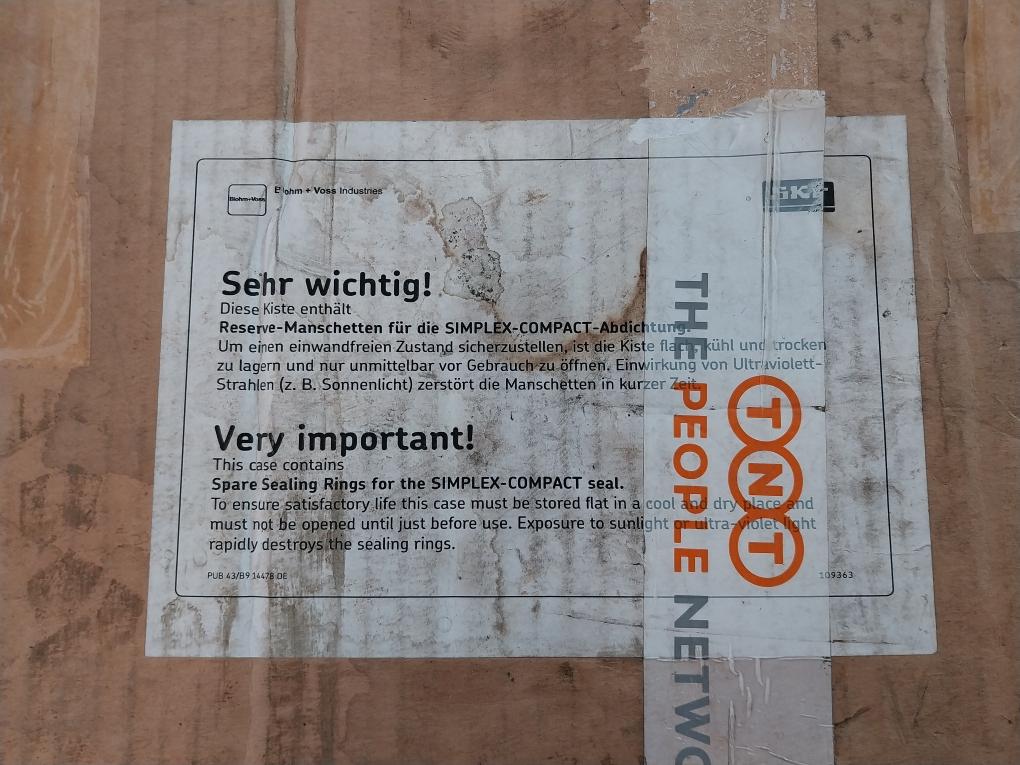 Blohm+Voss
Blohm + Voss Industries
SKF
Sehr wichtig!
Diese Kiste enthält
Reserve-Manschetten für die SIMPLEX-COMPACT-Abdichtung.
Um einen einwandfreien Zustand sicherzustellen, ist die Kiste flach, kühl und trocken
zu lagern und nur unmittelbar vor Gebrauch zu öffnen. Einwirkung von Ultraviolett-
Strahlen (z. B. Sonnenlicht) zerstört die Manschetten in kurzer Zeit.
Very important!
This case contains
Spare Sealing Rings for the SIMPLEX-COMPACT seal.
To ensure satisfactory life this case must be stored flat in a cool and dry place and
must not be opened until just before use. Exposure to sunlight or ultra-violet light
rapidly destroys the sealing rings.
PUB 43/B9 14478 DE
109363
THE PEOPLE NETWO
TNT